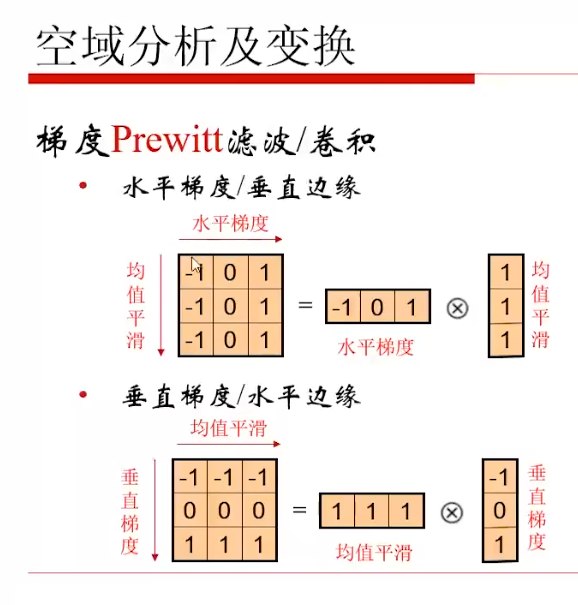 空域分析及变换
梯度Prewitt滤波/卷积
• 水平梯度/垂直边缘
水平梯度
均值平滑
-1 0 1
-1 0 1
-1 0 1
=
-1 0 1
水平梯度
⊗
1
1
1
均值平滑
• 垂直梯度/水平边缘
均值平滑
垂直梯度
-1 -1 -1
0 0 0
1 1 1
=
1 1 1
均值平滑
⊗
-1
0
1
垂直梯度